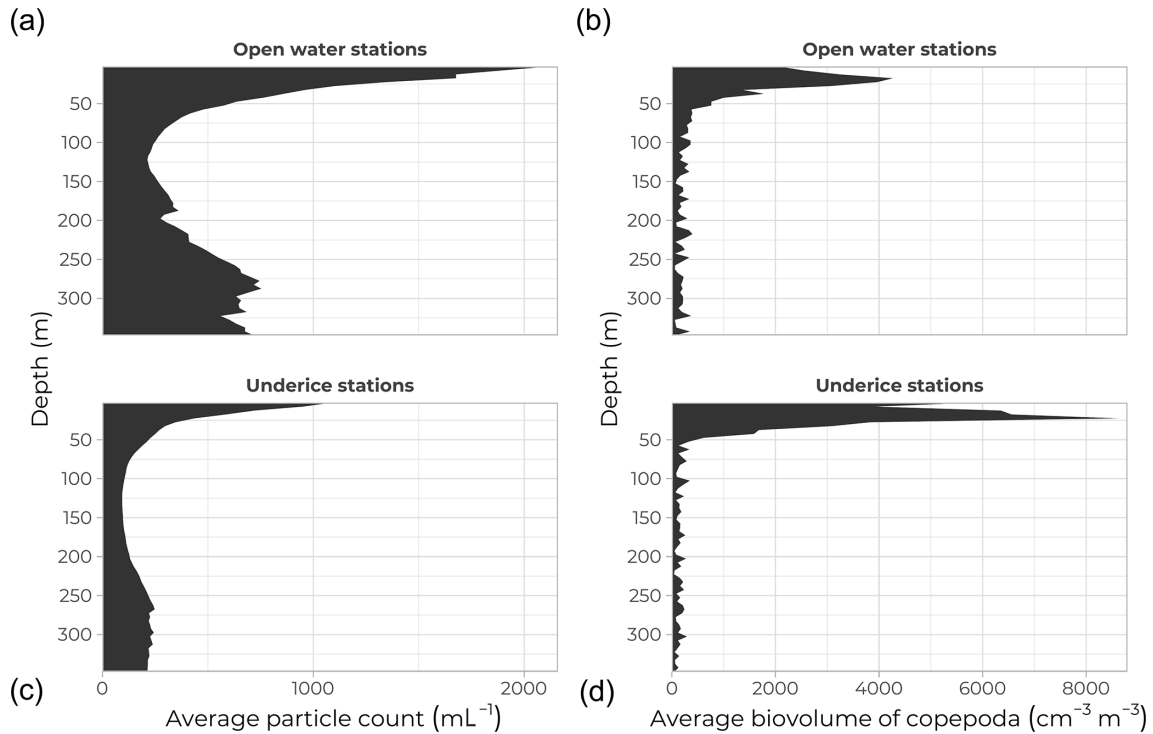 (a)
(b)
Open water stations
Open water stations
50
100
150
200
250
300
50
100
150
200
250
300
Depth (m)
Depth (m)
Underice stations
Underice stations
50
100
150
200
250
300
50
100
150
200
250
300
(c)
(d)
0 1000 2000
0 2000 4000 6000 8000
Average particle count (mL⁻¹)
Average biovolume of copepoda (cm⁻³ m⁻³)